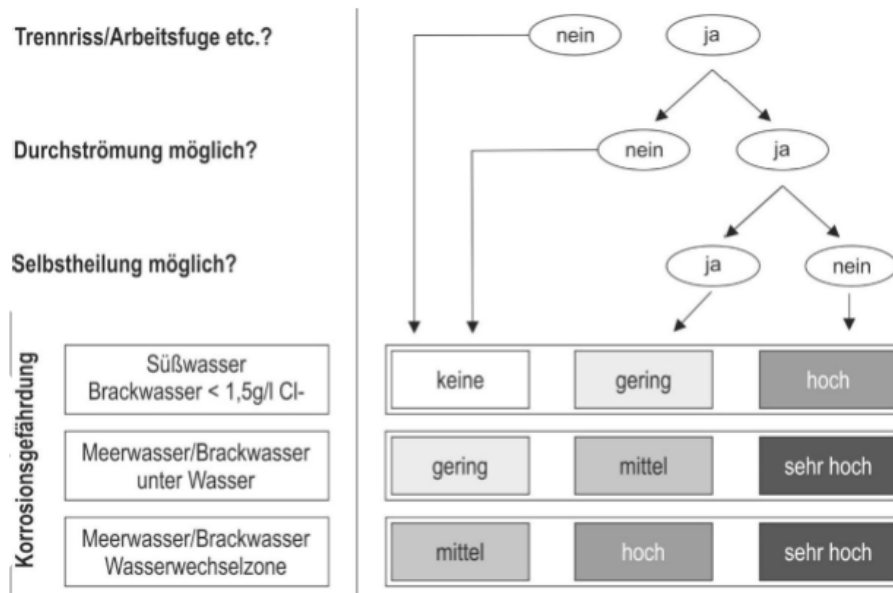 Trennriss/Arbeitsfuge etc.?
nein
ja
Durchströmung möglich?
nein
ja
Selbstheilung möglich?
ja
nein
Korrosionsgefährdung
Süßwasser
Brackwasser < 1,5g/l Cl-
keine
gering
hoch
Meerwasser/Brackwasser
unter Wasser
gering
mittel
sehr hoch
Meerwasser/Brackwasser
Wasserwechselzone
mittel
hoch
sehr hoch